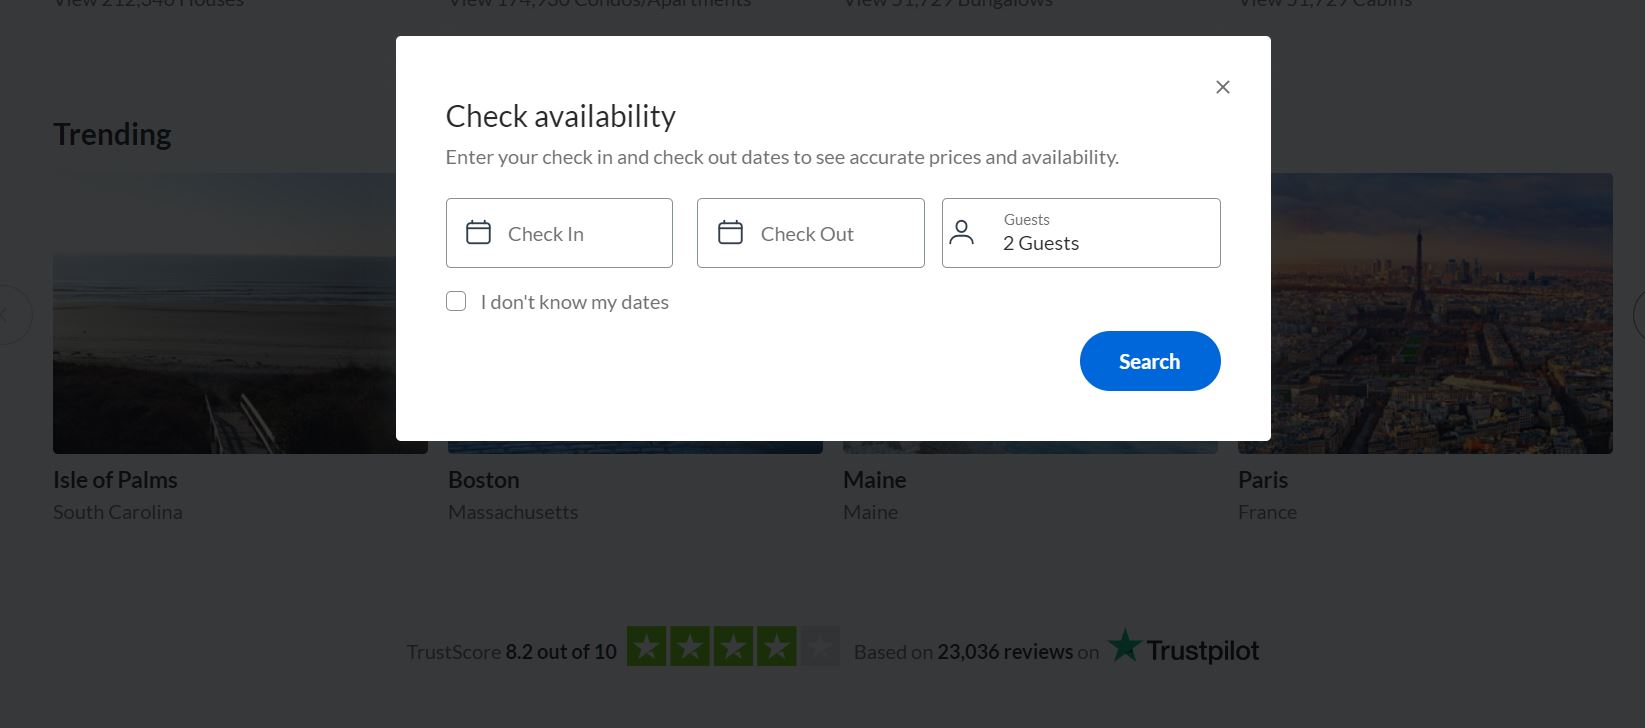 View 212,346 Houses
View 174,936 Condos/Apartments
View 51,729 Bungalows
View 51,729 Cabins
Trending
Check availability
Enter your check in and check out dates to see accurate prices and availability.
Check In
Check Out
Guests
2 Guests
I don't know my dates
Search
Isle of Palms
South Carolina
Boston
Massachusetts
Maine
Maine
Paris
France
TrustScore 8.2 out of 10
Based on 23,036 reviews on
Trustpilot